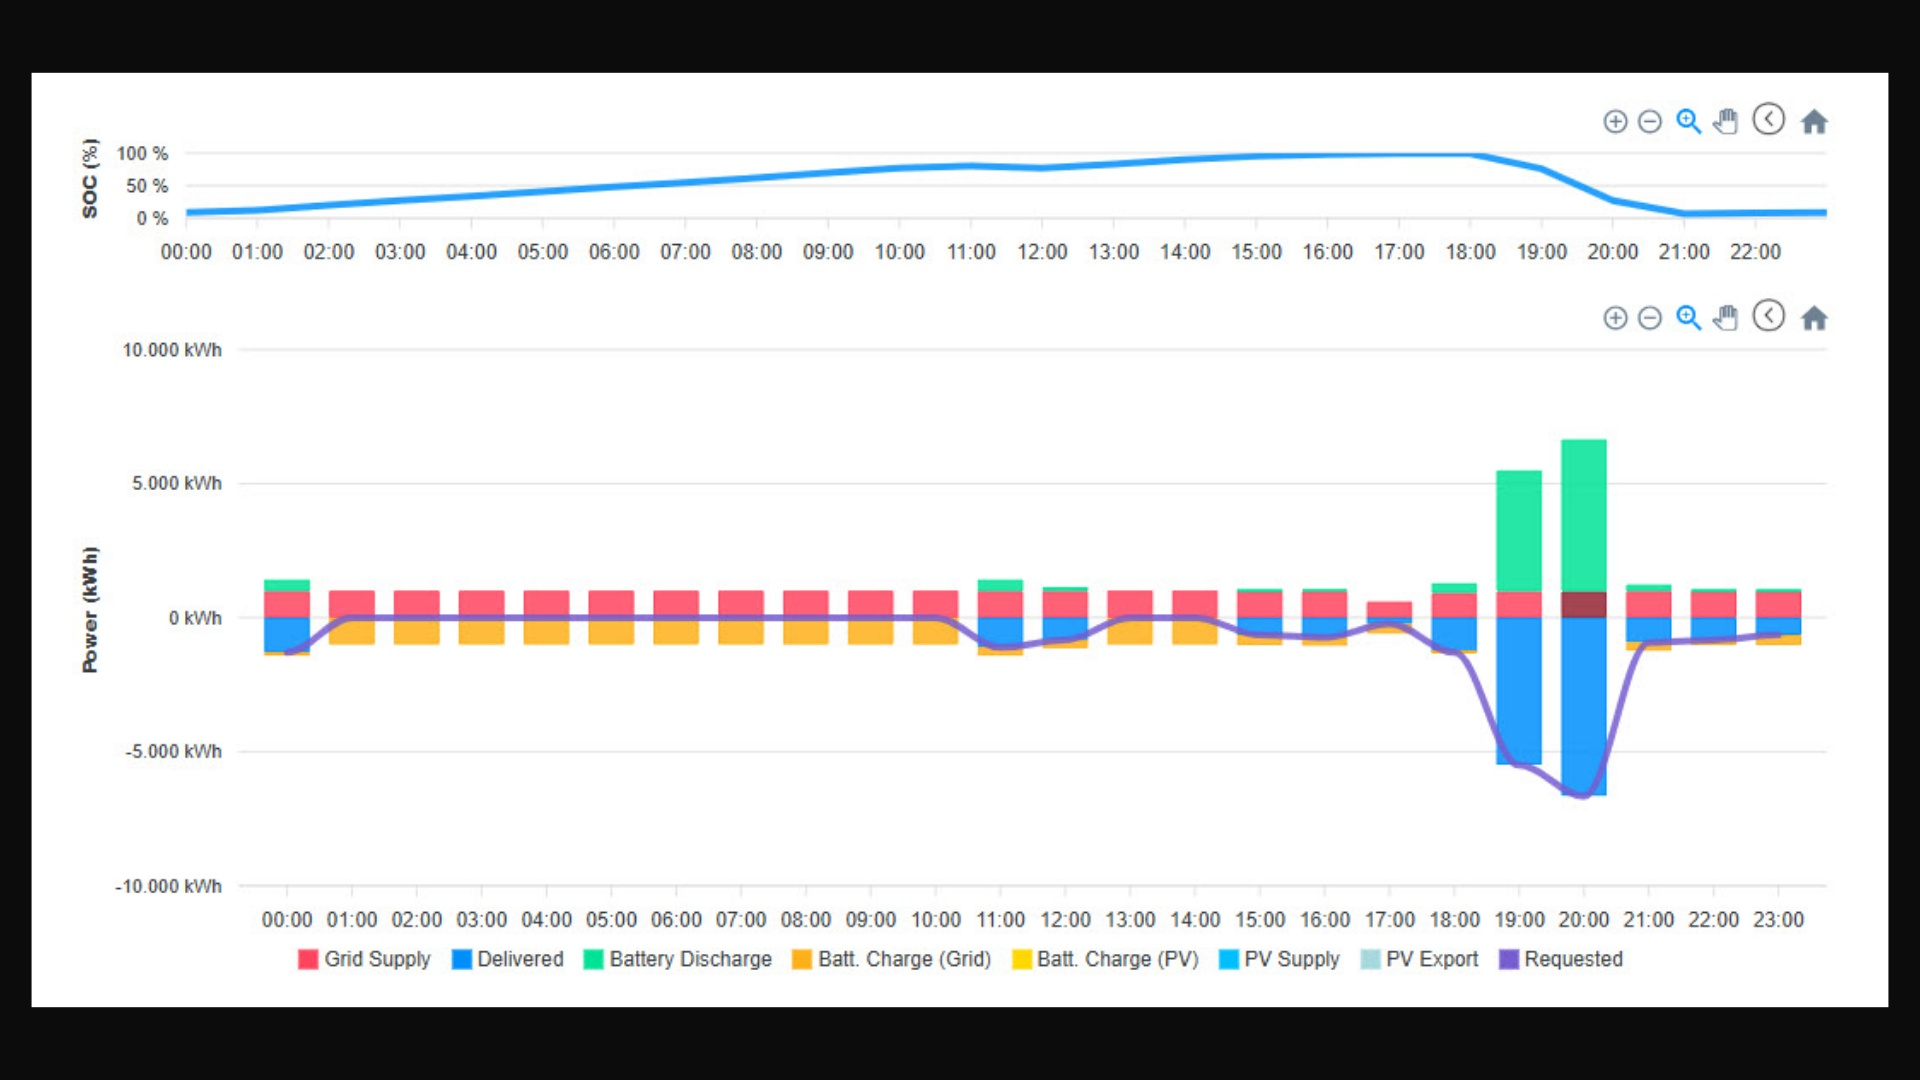 SOC (%)
100 %
50 %
0 %
00:00 01:00 02:00 03:00 04:00 05:00 06:00 07:00 08:00 09:00 10:00 11:00 12:00 13:00 14:00 15:00 16:00 17:00 18:00 19:00 20:00 21:00 22:00
Power (kWh)
10.000 kWh
5.000 kWh
0 kWh
-5.000 kWh
-10.000 kWh
00:00 01:00 02:00 03:00 04:00 05:00 06:00 07:00 08:00 09:00 10:00 11:00 12:00 13:00 14:00 15:00 16:00 17:00 18:00 19:00 20:00 21:00 22:00 23:00
Grid Supply Delivered Battery Discharge Batt. Charge (Grid) Batt. Charge (PV) PV Supply PV Export Requested